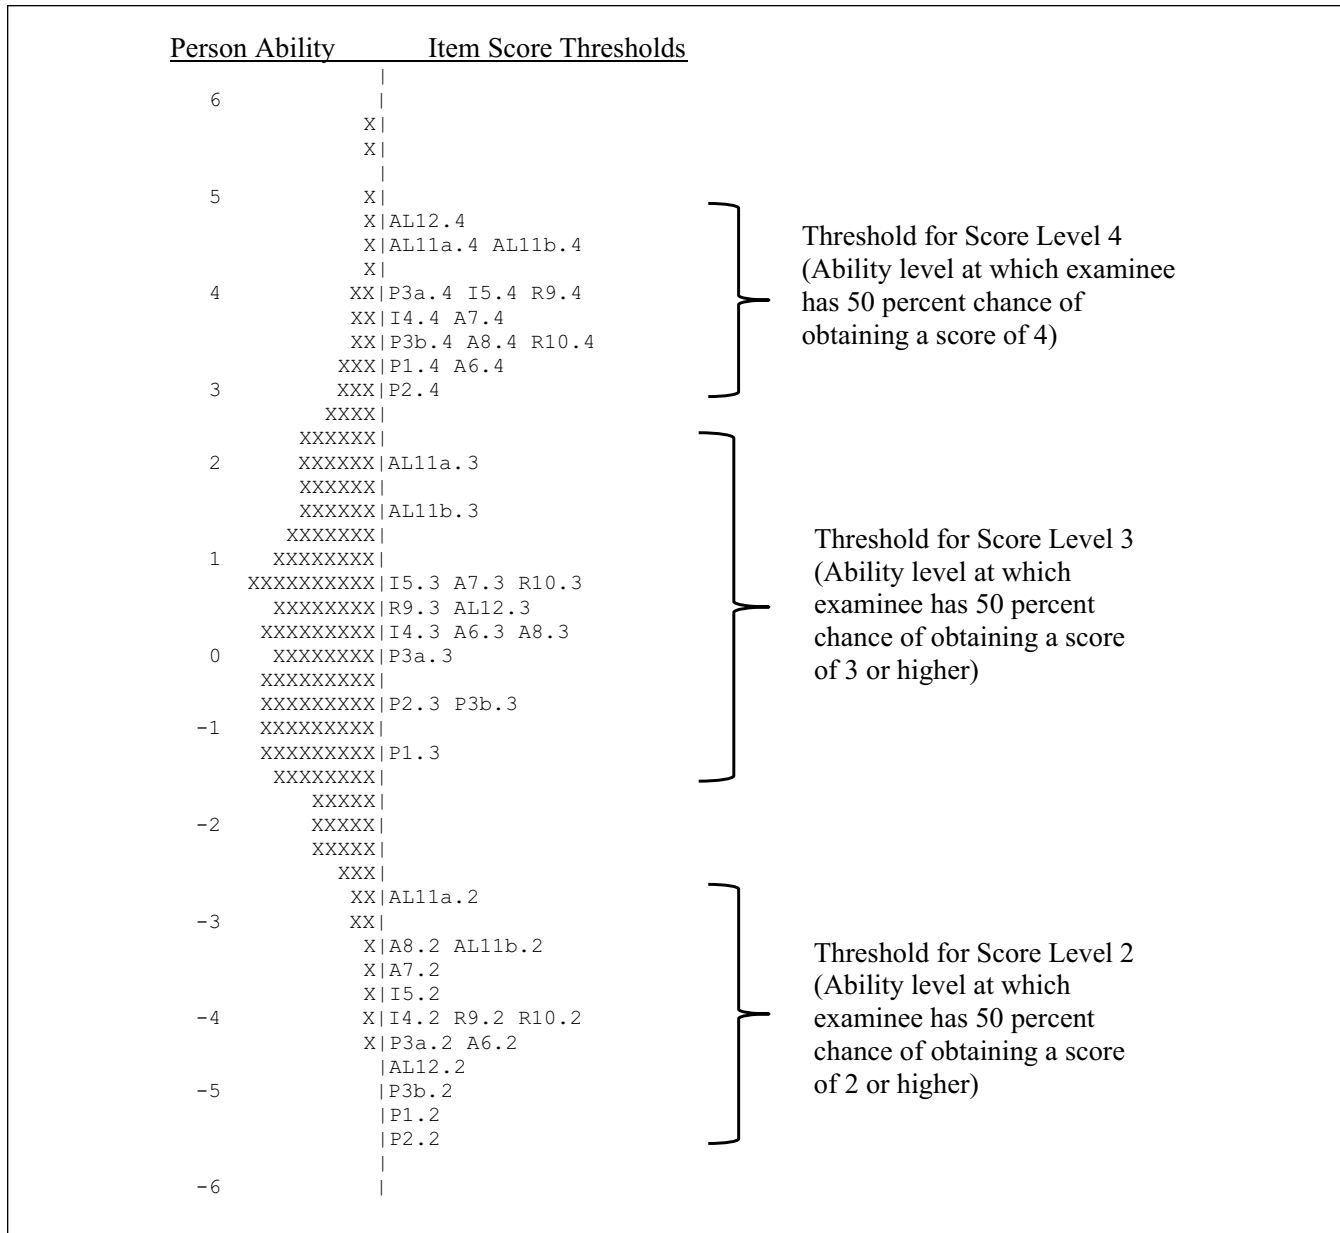 Person Ability Item Score Thresholds
|
6 |
X|
X|
|
5 X|
X|AL12.4
X|AL11a.4 AL11b.4
X|
4 XX|P3a.4 I5.4 R9.4
XX|I4.4 A7.4
XX|P3b.4 A8.4 R10.4
XXX|P1.4 A6.4
3 XXX|P2.4
XXXX|
XXXXXX|
2 XXXXXX|AL11a.3
XXXXXX|
XXXXXX|AL11b.3
XXXXXXX|
1 XXXXXXXX|
XXXXXXXXXX|I5.3 A7.3 R10.3
XXXXXXXX|R9.3 AL12.3
XXXXXXXXX|I4.3 A6.3 A8.3
0 XXXXXXXX|P3a.3
XXXXXXXXX|
XXXXXXXXX|P2.3 P3b.3
-1 XXXXXXXXX|
XXXXXXXXX|P1.3
XXXXXXXX|
XXXXX|
-2 XXXXX|
XXXXX|
XXX|
XX|AL11a.2
-3 XX|
X|A8.2 AL11b.2
X|A7.2
X|I5.2
-4 X|I4.2 R9.2 R10.2
X|P3a.2 A6.2
|AL12.2
-5 |P3b.2
|P1.2
|P2.2
|
-6 |
Threshold for Score Level 4
(Ability level at which examinee
has 50 percent chance of
obtaining a score of 4)
Threshold for Score Level 3
(Ability level at which
examinee has 50 percent
chance of obtaining a score
of 3 or higher)
Threshold for Score Level 2
(Ability level at which
examinee has 50 percent
chance of obtaining a score
of 2 or higher)